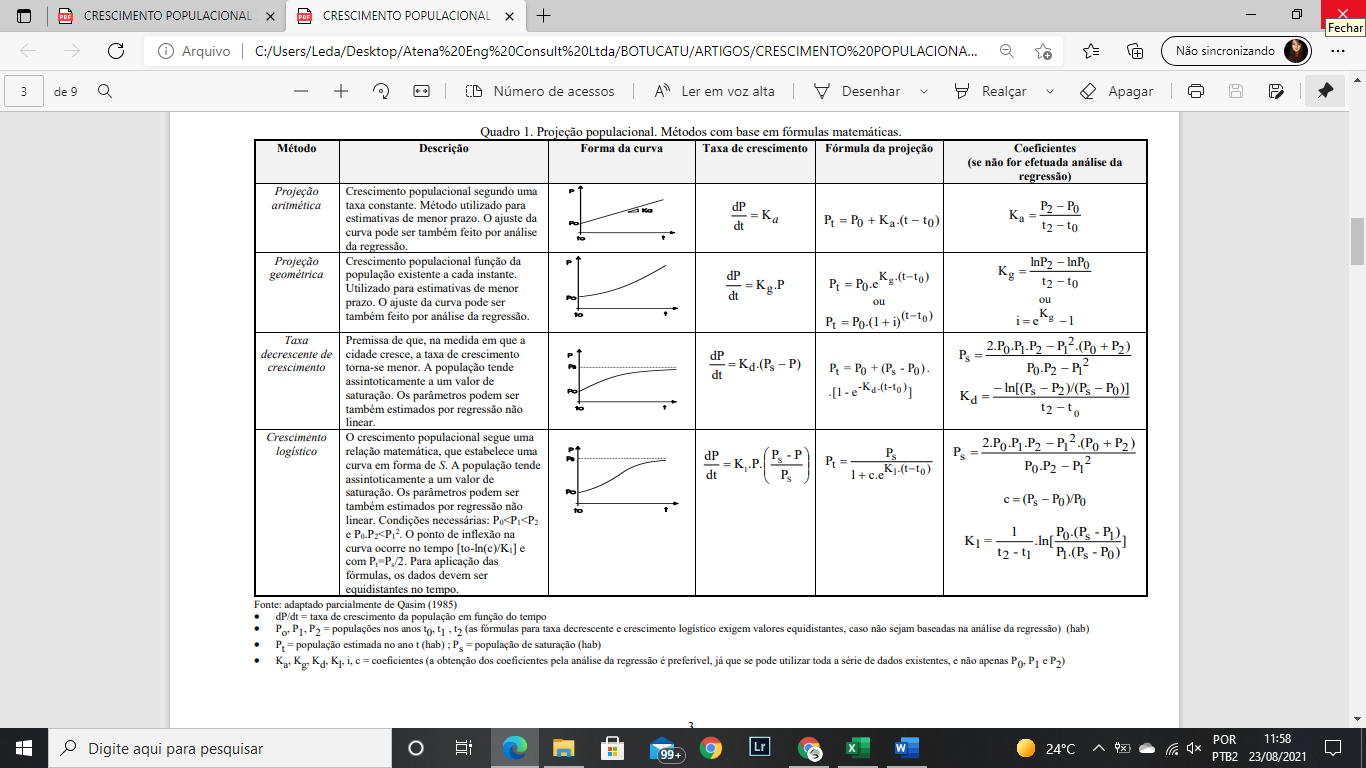 CRESCIMENTO POPULACIONAL
CRESCIMENTO POPULACIONAL
Fechar
Arquivo
C:/Users/Leda/Desktop/Atena%20Eng%20Consult%20Ltda/BOTUCATU/ARTIGOS/CRESCIMENTO%20POPULACIONA...
Não sincronizando
3 de 9
Número de acessos
Ler em voz alta
Desenhar
Realçar
Apagar
Quadro 1. Projeção populacional. Métodos com base em fórmulas matemáticas.
Método Descrição Forma da curva Taxa de crescimento Fórmula da projeção Coeficientes
(se não for efetuada análise da
regressão)
Projeção
aritmética
Crescimento populacional segundo uma
taxa constante. Método utilizado para
estimativas de menor prazo. O ajuste da
curva pode ser também feito por análise
da regressão.
P
Ka
Po
to t
dP/dt = Ka
Pt = P0 + Ka.(t − t0)
Ka = (P2 − P0)/(t2 − t0)
Projeção
geométrica
Crescimento populacional função da
população existente a cada instante.
Utilizado para estimativas de menor
prazo. O ajuste da curva pode ser
também feito por análise da regressão.
P
Po
to t
dP/dt = Kg.P
Pt = P0.e^Kg.(t−t0)
ou
Pt = P0.(1 + i)^(t−t0)
Kg = (lnP2 − lnP0)/(t2 − t0)
ou
i = e^Kg − 1
Taxa
decrescente de
crescimento
Premissa de que, na medida em que a
cidade cresce, a taxa de crescimento
torna-se menor. A população tende
assintoticamente a um valor de
saturação. Os parâmetros podem ser
também estimados por regressão não
linear.
P
Ps
Po
to t
dP/dt = Kd.(Ps − P)
Pt = P0 + (Ps - P0).
.[1 - e^-Kd.(t-t0)]
Ps = (2.P0.P1.P2 − P1².(P0 + P2))/(P0.P2 − P1²)
Kd = (− ln[(Ps − P2)/(Ps − P0)])/(t2 − t0)
Crescimento
logístico
O crescimento populacional segue uma
relação matemática, que estabelece uma
curva em forma de S. A população tende
assintoticamente a um valor de
saturação. Os parâmetros podem ser
também estimados por regressão não
linear. Condições necessárias: P0<P1<P2
e P0.P2<P1². O ponto de inflexão na
curva ocorre no tempo [to-ln(c)/K1] e
com Pt=Ps/2. Para aplicação das
fórmulas, os dados devem ser
equidistantes no tempo.
P
Ps
Po
to t
dP/dt = K1.P.((Ps - P)/Ps)
Pt = Ps/(1 + c.e^K1.(t−t0))
Ps = (2.P0.P1.P2 − P1².(P0 + P2))/(P0.P2 − P1²)
c = (Ps − P0)/P0
K1 = 1/(t2 - t1).ln[P0.(Ps - P1)/P1.(Ps - P0)]
Fonte: adaptado parcialmente de Qasim (1985)
• dP/dt = taxa de crescimento da população em função do tempo
• Po, P1, P2 = populações nos anos t0, t1 , t2 (as fórmulas para taxa decrescente e crescimento logístico exigem valores equidistantes, caso não sejam baseadas na análise da regressão) (hab)
• Pt = população estimada no ano t (hab) ; Ps = população de saturação (hab)
• Ka, Kg, Kd, Kl, i, c = coeficientes (a obtenção dos coeficientes pela análise da regressão é preferível, já que se pode utilizar toda a série de dados existentes, e não apenas P0, P1 e P2)
3
Digite aqui para pesquisar
99+
Lr
24°C
POR
PTB2
11:58
23/08/2021